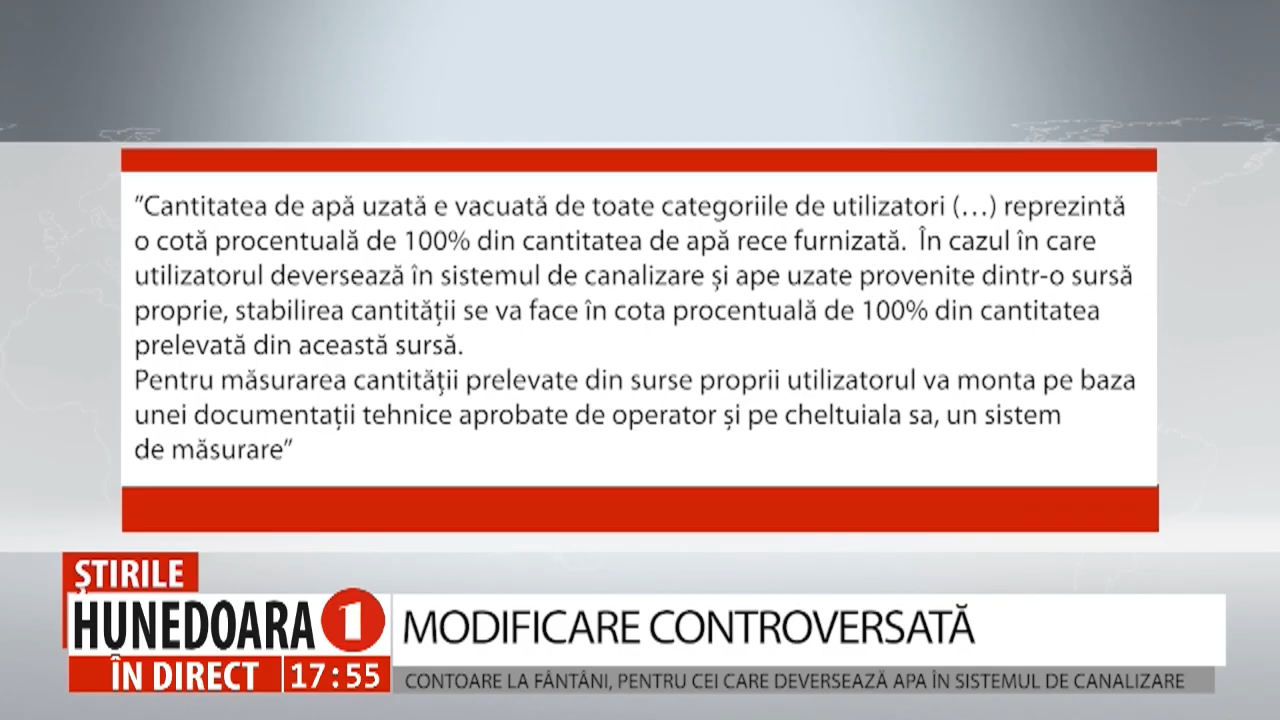 ”Cantitatea de apă uzată e vacuată de toate categoriile de utilizatori (…) reprezintă
o cotă procentuală de 100% din cantitatea de apă rece furnizată.  În cazul în care
utilizatorul deversează în sistemul de canalizare și ape uzate provenite dintr-o sursă
proprie, stabilirea cantității se va face în cota procentuală de 100% din cantitatea
prelevată din această sursă.
Pentru măsurarea cantității prelevate din surse proprii utilizatorul va monta pe baza
unei documentații tehnice aprobate de operator și pe cheltuiala sa, un sistem
de măsurare”
ŞTIRILE
HUNEDOARA 1
ÎN DIRECT 17:55
MODIFICARE CONTROVERSATĂ
CONTOARE LA FÂNTÂNI, PENTRU CEI CARE DEVERSEAZĂ APA ÎN SISTEMUL DE CANALIZARE